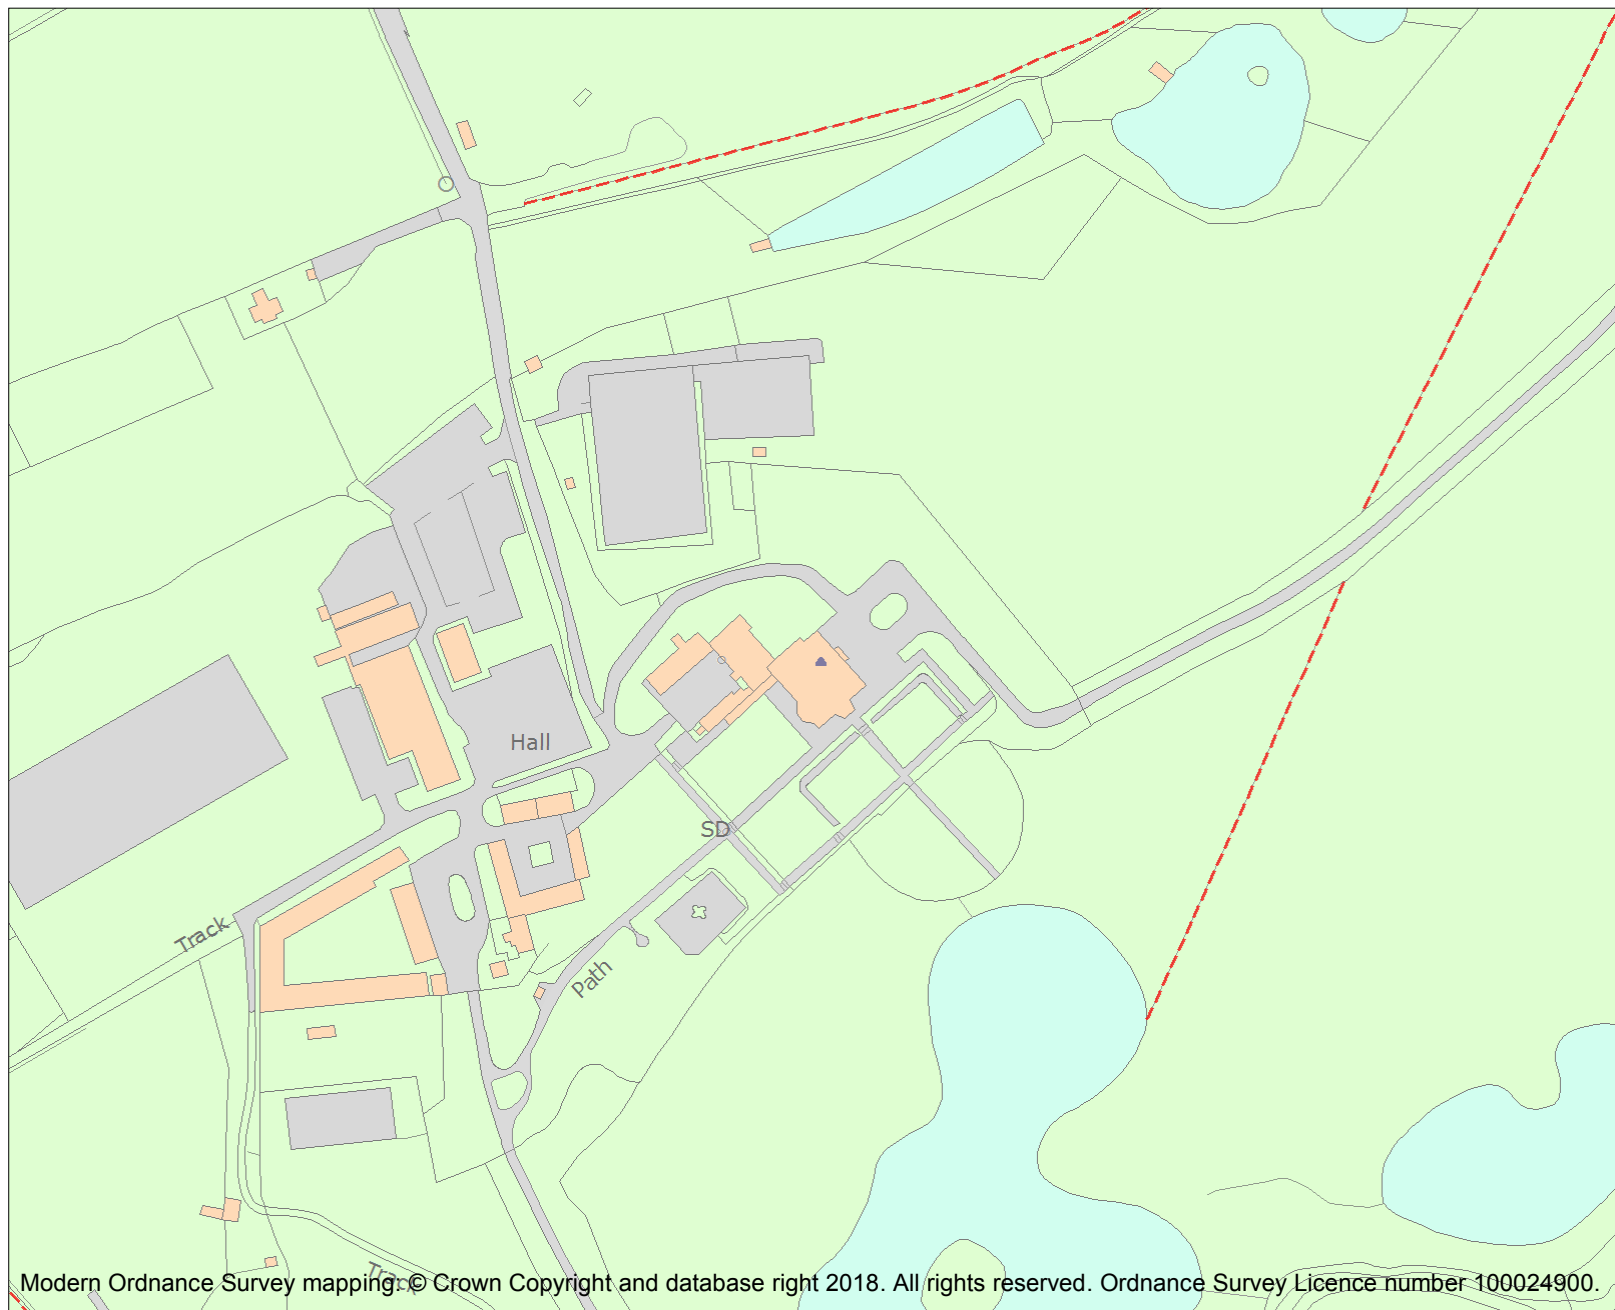 Hall
SD
Track
Path
Track
Modern Ordnance Survey mapping: © Crown Copyright and database right 2018. All rights reserved. Ordnance Survey Licence number 100024900.